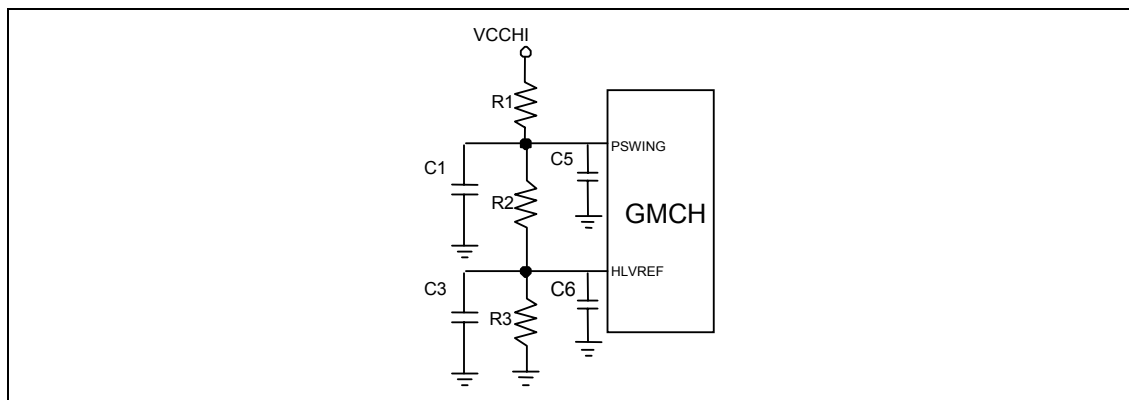 VCCHI
R1
PSWING
C5
C1
R2
GMCH
HLVREF
C3
C6
R3